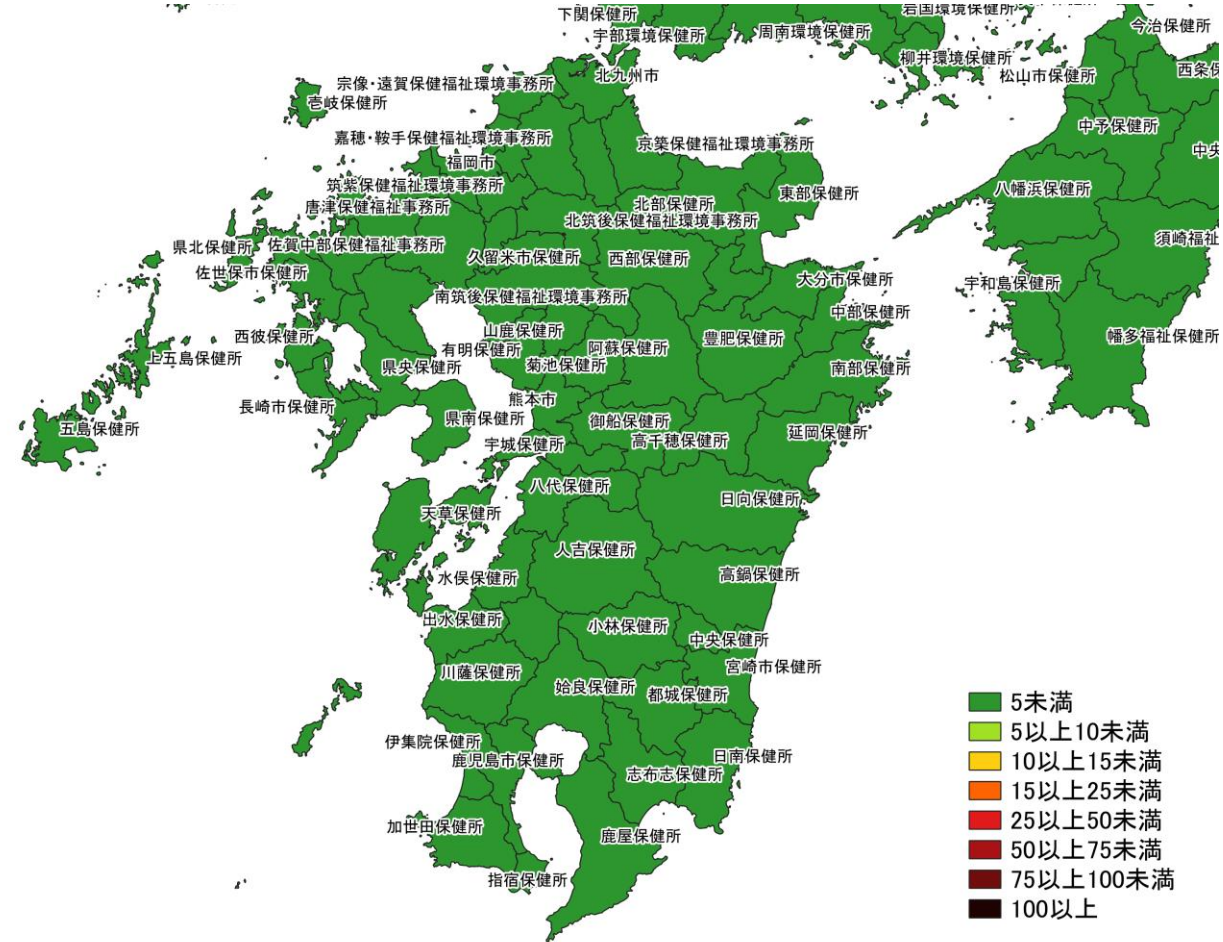 下関保健所
岩国環境保健所
今治保健所
宇部環境保健所
周南環境保健所
柳井環境保健所
松山市保健所
西条保
北九州市
宗像・遠賀保健福祉環境事務所
壱岐保健所
中予保健所
嘉穂・鞍手保健福祉環境事務所
京築保健福祉環境事務所
福岡市
中央
筑紫保健福祉環境事務所
東部保健所
八幡浜保健所
唐津保健福祉事務所
北部保健所
北筑後保健福祉環境事務所
県北保健所
佐賀中部保健福祉事務所
須崎福祉
久留米市保健所
西部保健所
佐世保市保健所
大分市保健所
宇和島保健所
南筑後保健福祉環境事務所
中部保健所
西彼保健所
山鹿保健所
豊肥保健所
幡多福祉保健所
有明保健所
阿蘇保健所
上五島保健所
県央保健所
菊池保健所
南部保健所
長崎市保健所
熊本市
県南保健所
御船保健所
五島保健所
宇城保健所
高千穂保健所
延岡保健所
八代保健所
日向保健所
天草保健所
人吉保健所
水俣保健所
高鍋保健所
出水保健所
小林保健所
中央保健所
川薩保健所
宮崎市保健所
姶良保健所
都城保健所
伊集院保健所
鹿児島市保健所
日南保健所
志布志保健所
加世田保健所
鹿屋保健所
指宿保健所
5未満
5以上10未満
10以上15未満
15以上25未満
25以上50未満
50以上75未満
75以上100未満
100以上